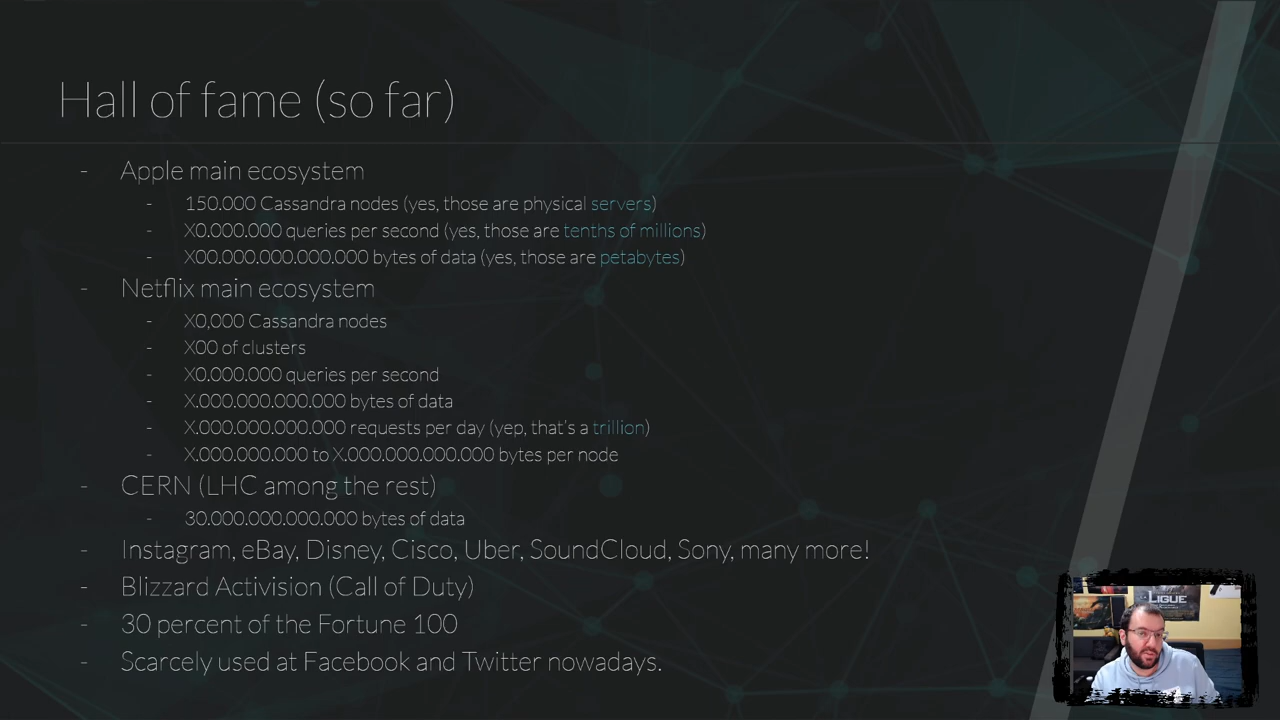 Hall of fame (so far)
- Apple main ecosystem
- 150.000 Cassandra nodes (yes, those are physical servers)
- X0.000.000 queries per second (yes, those are tenths of millions)
- X00.000.000.000.000 bytes of data (yes, those are petabytes)
- Netflix main ecosystem
- X0,000 Cassandra nodes
- X00 of clusters
- X0.000.000 queries per second
- X.000.000.000.000 bytes of data
- X.000.000.000.000 requests per day (yep, that's a trillion)
- X.000.000.000 to X.000.000.000.000 bytes per node
- CERN (LHC among the rest)
- 30.000.000.000.000 bytes of data
- Instagram, eBay, Disney, Cisco, Uber, SoundCloud, Sony, many more!
- Blizzard Activision (Call of Duty)
- 30 percent of the Fortune 100
- Scarcely used at Facebook and Twitter nowadays.
LIGUE